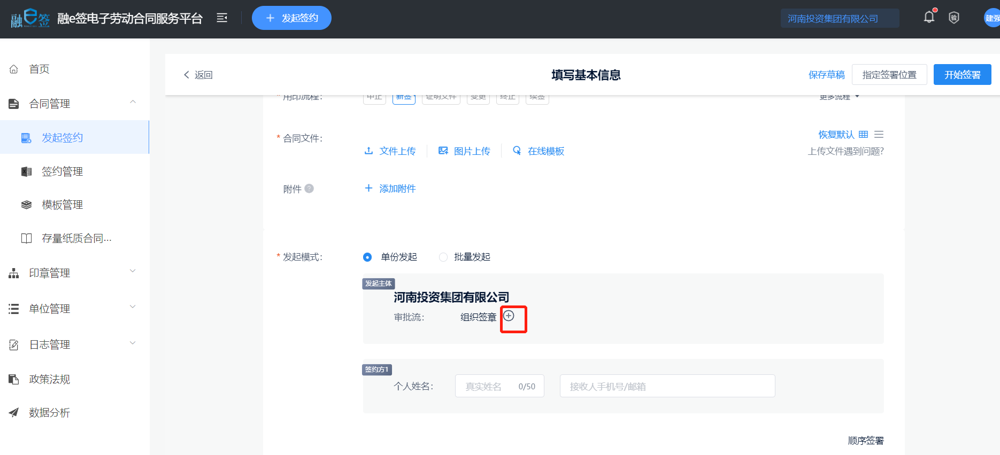 融e签 融e签电子劳动合同服务平台 + 发起签约 河南投资集团有限公司 验 建强
首页
合同管理
发起签约
签约管理
模板管理
存量纸质合同...
印章管理
单位管理
日志管理
政策法规
数据分析
返回 填写基本信息 保存草稿 指定签署位置 开始签署
* 用印流程： 中止 新签 证明文件 变更 终止 续签 更多流程
* 合同文件： 恢复默认
文件上传 图片上传 在线模板 上传文件遇到问题?
附件 ? + 添加附件
* 发起模式： 单份发起 批量发起
发起主体
河南投资集团有限公司
审批流： 组织签章
签约方1
个人姓名： 真实姓名 0/50 接收人手机号/邮箱
顺序签署